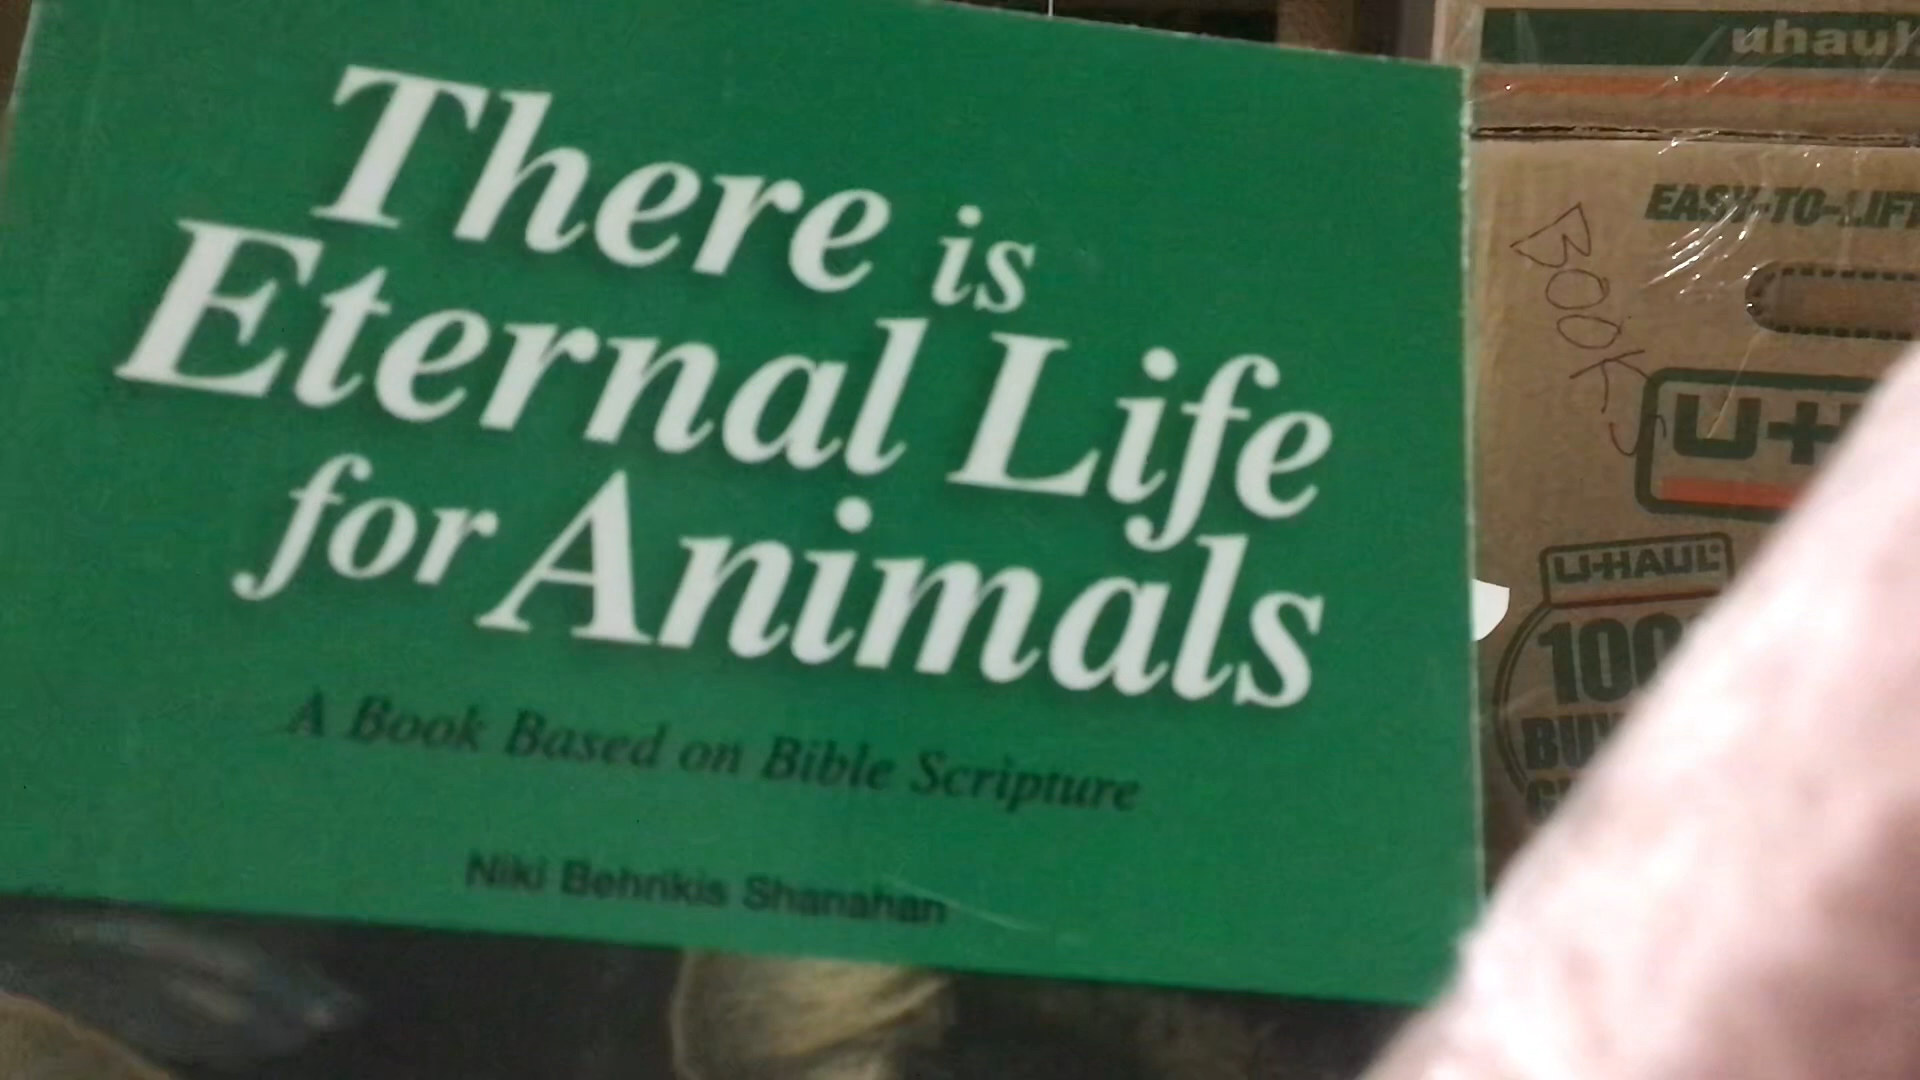 There is
Eternal Life
for Animals
A Book Based on Bible Scripture
Niki Behrikis Shanahan
uhaul
EASY-TO-LIFT
BOOKS
U-HAUL
100